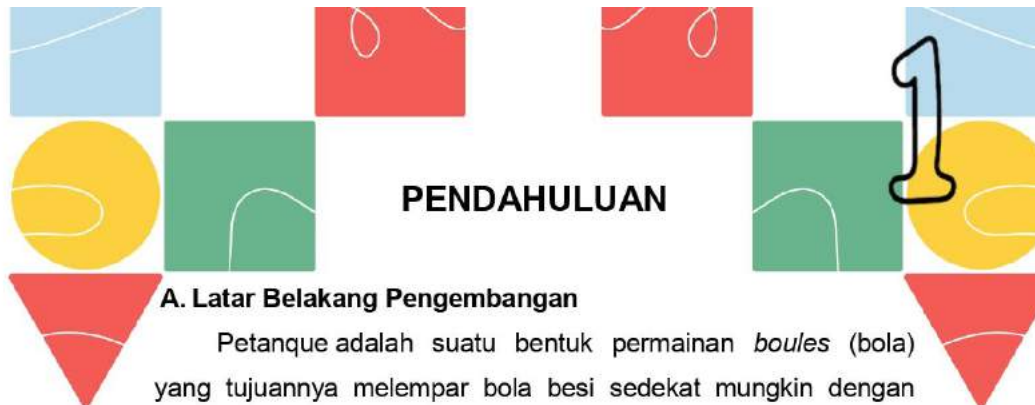 1
PENDAHULUAN
A. Latar Belakang Pengembangan
Petanque adalah suatu bentuk permainan boules (bola)
yang tujuannya melempar bola besi sedekat mungkin dengan